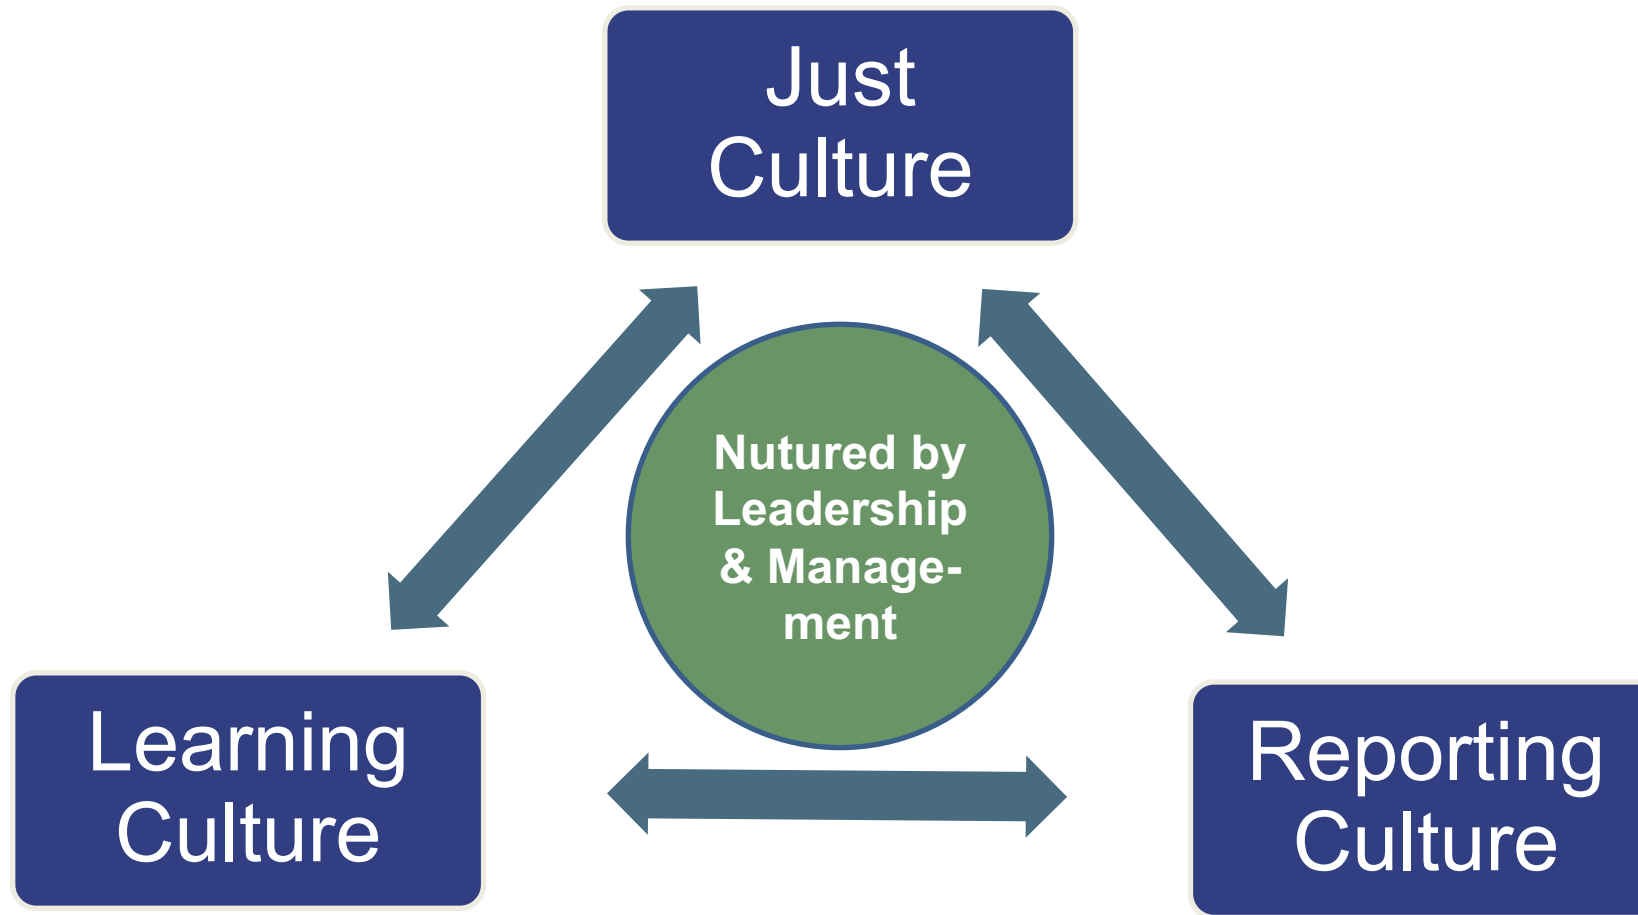 Just
Culture
Nutured by
Leadership
& Manage-
ment
Learning
Culture
Reporting
Culture